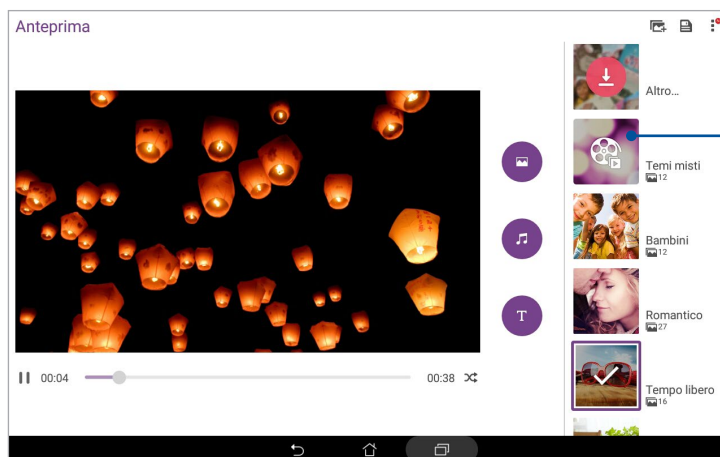 Anteprima
Altro...
Temi misti
12
Bambini
12
Romantico
27
T
00:04
00:38
Tempo libero
16